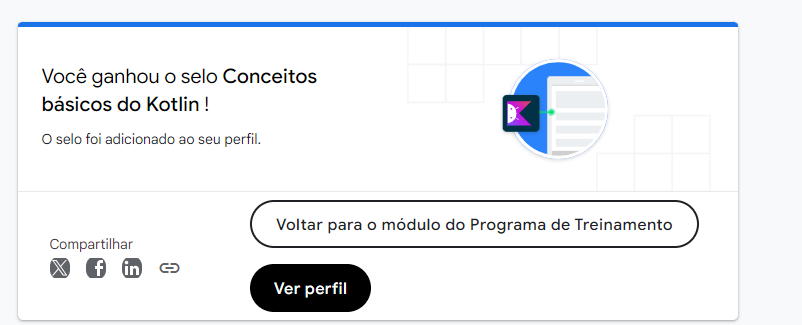 Você ganhou o selo Conceitos
básicos do Kotlin !
O selo foi adicionado ao seu perfil.
Voltar para o módulo do Programa de Treinamento
Compartilhar
Ver perfil